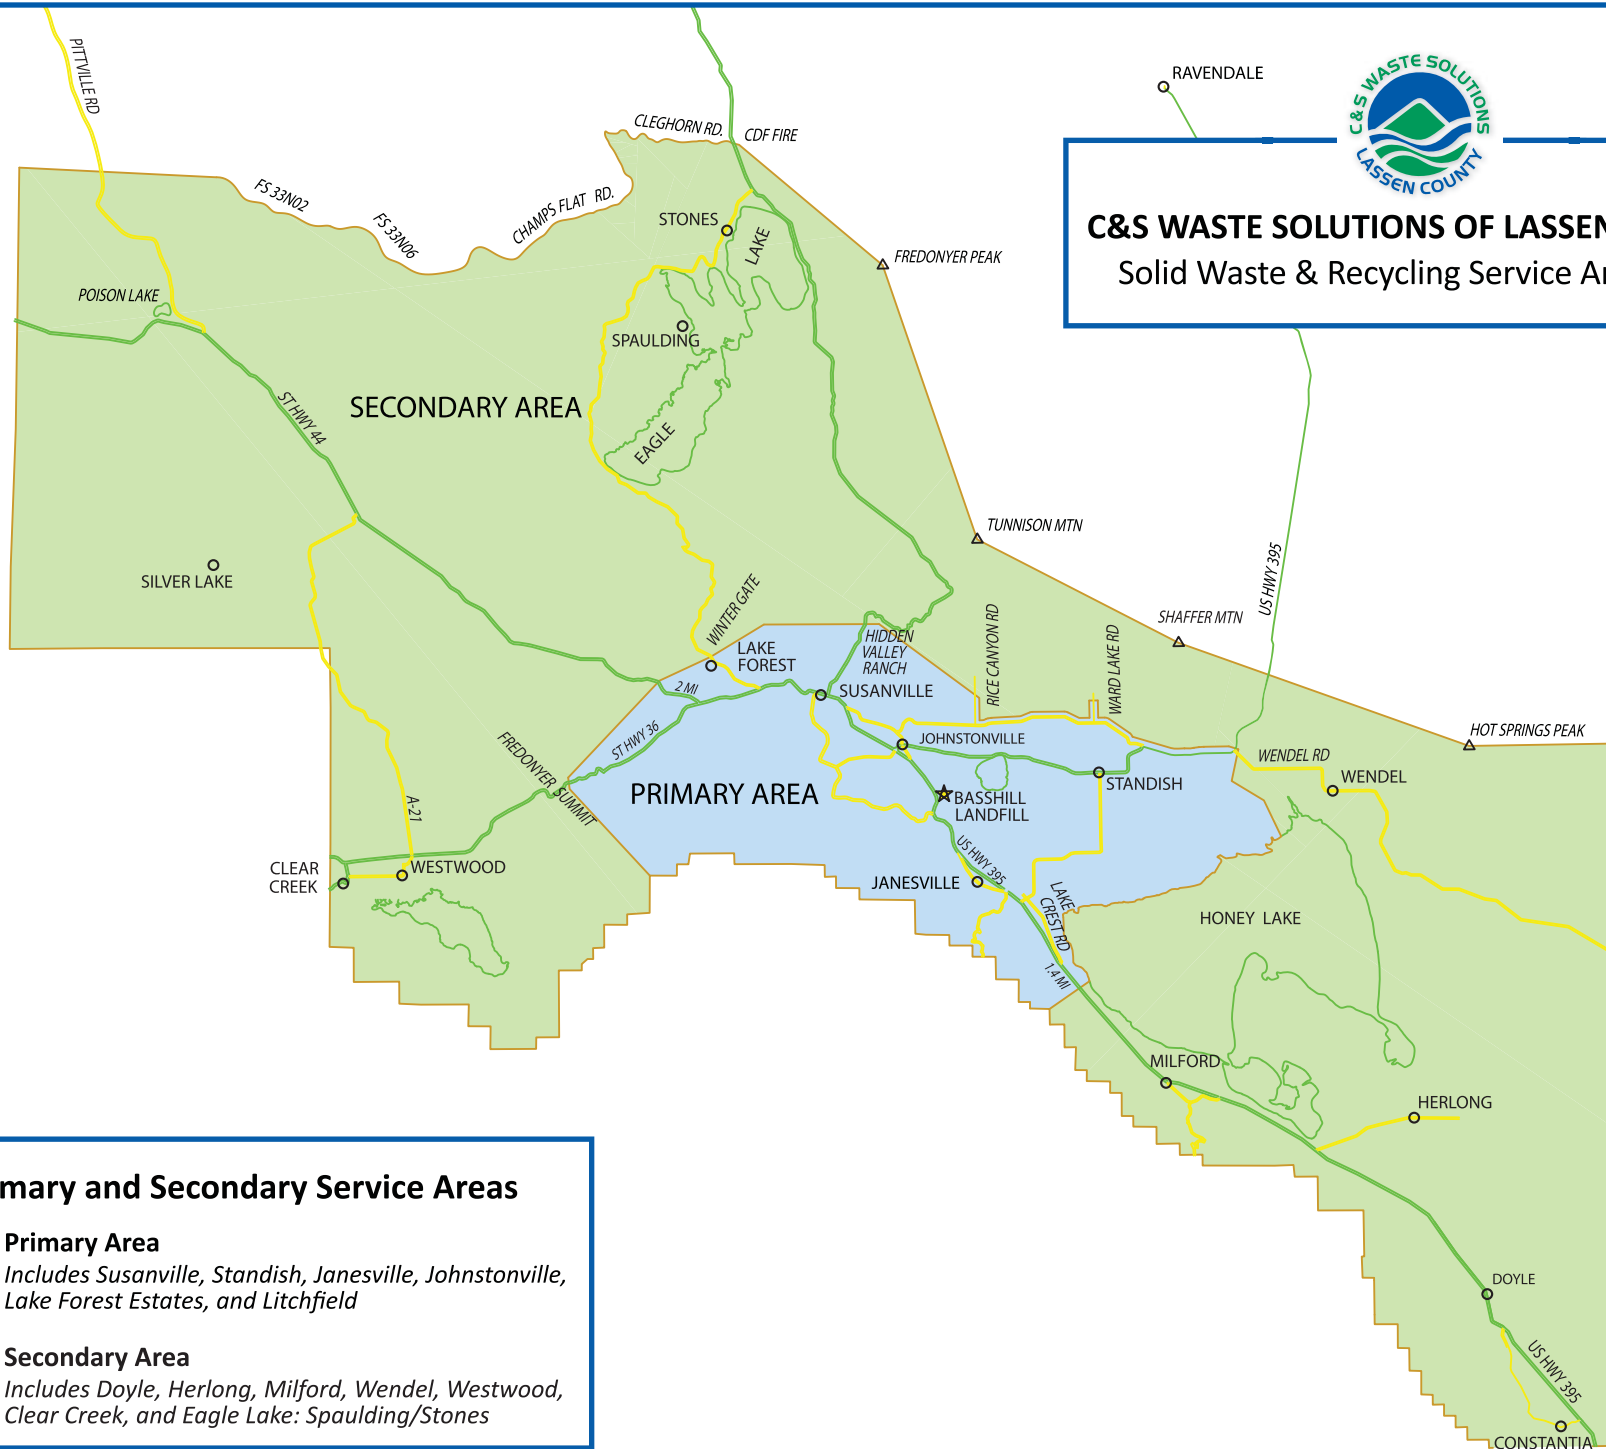 PITTVILLE RD
RAVENDALE
C&S WASTE SOLUTIONS
LASSEN COUNTY
C&S WASTE SOLUTIONS OF LASSEN
Solid Waste & Recycling Service Ar
CLEGHORN RD.
CDF FIRE
FS 33N02
FS 33N06
CHAMPS FLAT RD.
STONES
LAKE
FREDONYER PEAK
POISON LAKE
SPAULDING
SECONDARY AREA
ST HWY 44
EAGLE
TUNNISON MTN
SILVER LAKE
US HWY 395
WINTER GATE
SHAFFER MTN
RICE CANYON RD
WARD LAKE RD
HIDDEN
VALLEY
RANCH
LAKE
FOREST
2 MI
SUSANVILLE
ST HWY 36
FREDONYER SUMMIT
JOHNSTONVILLE
HOT SPRINGS PEAK
WENDEL RD
WENDEL
PRIMARY AREA
BASSHILL
LANDFILL
STANDISH
A-21
CLEAR
CREEK
WESTWOOD
US HWY 395
JANESVILLE
LAKE
CREST RD
HONEY LAKE
1.4 MI
MILFORD
HERLONG
DOYLE
US HWY 395
CONSTANTIA
mary and Secondary Service Areas
Primary Area
Includes Susanville, Standish, Janesville, Johnstonville,
Lake Forest Estates, and Litchfield
Secondary Area
Includes Doyle, Herlong, Milford, Wendel, Westwood,
Clear Creek, and Eagle Lake: Spaulding/Stones